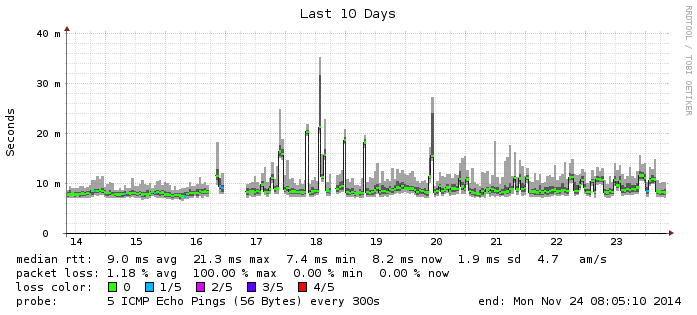 Last 10 Days
RRDTOOL / TOBI OETIKER
Seconds
40 m
30 m
20 m
10 m
0
14 15 16 17 18 19 20 21 22 23
median rtt: 9.0 ms avg 21.3 ms max 7.4 ms min 8.2 ms now 1.9 ms sd 4.7 am/s
packet loss: 1.18 % avg 100.00 % max 0.00 % min 0.00 % now
loss color: 0 1/5 2/5 3/5 4/5
probe: 5 ICMP Echo Pings (56 Bytes) every 300s end: Mon Nov 24 08:05:10 2014